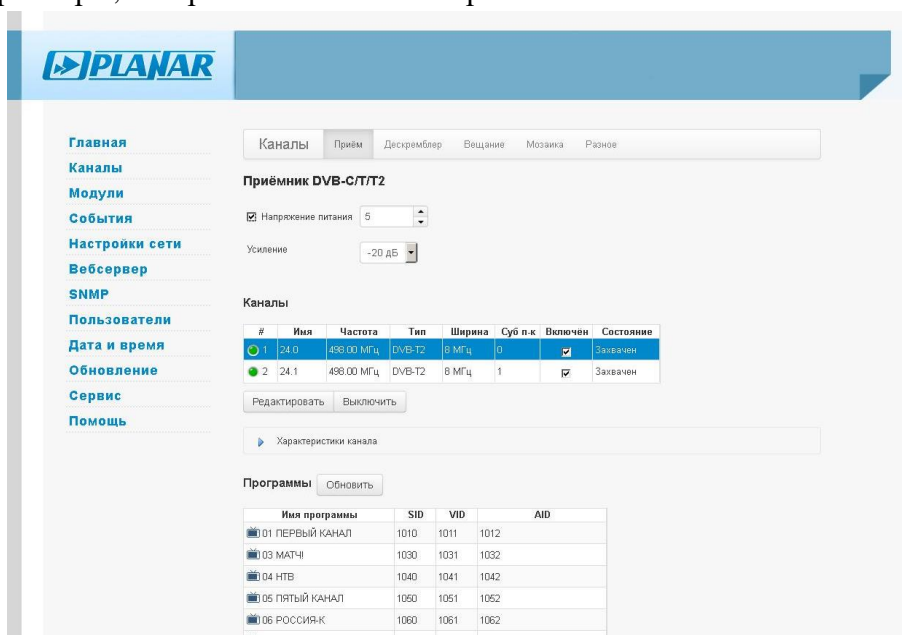 PLANAR
Главная
Каналы
Модули
События
Настройки сети
Вебсервер
SNMP
Пользователи
Дата и время
Обновление
Сервис
Помощь
Каналы Приём Дескремблер Вещание Мозаика Разное
Приёмник DVB-C/T/T2
Напряжение питания 5
Усиление -20 дБ
Каналы
# Имя Частота Тип Ширина Суб п-к Включён Состояние
1 24.0 498.00 МГц DVB-T2 8 МГц 0 Захвачен
2 24.1 498.00 МГц DVB-T2 8 МГц 1 Захвачен
Редактировать Выключить
Характеристики канала
Программы Обновить
Имя программы SID VID AID
01 ПЕРВЫЙ КАНАЛ 1010 1011 1012
03 МАТЧ! 1030 1031 1032
04 НТВ 1040 1041 1042
05 ПЯТЫЙ КАНАЛ 1050 1051 1052
06 РОССИЯ-К 1060 1061 1062